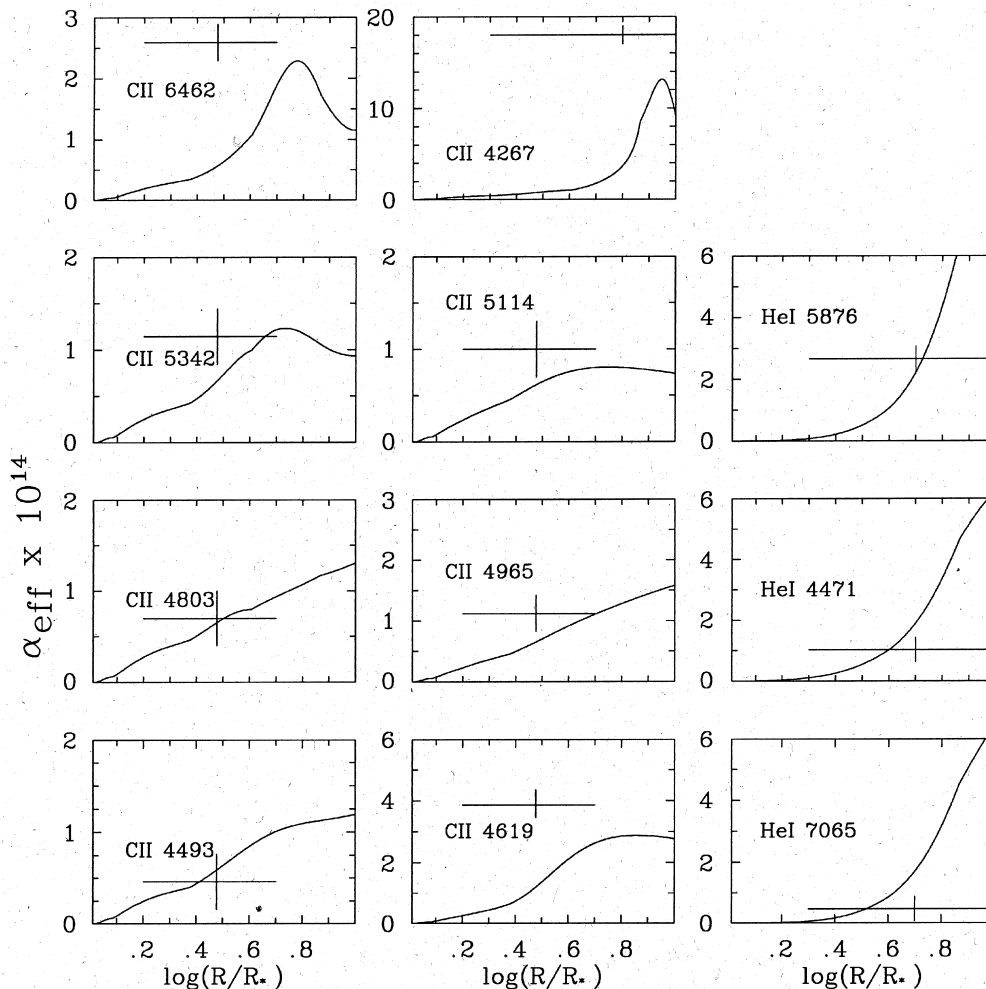 3
2
1
0
CII 6462
20
10
0
CII 4267
2
1
0
CII 5342
2
1
0
CII 5114
6
4
2
0
HeI 5876
2
1
0
CII 4803
3
2
1
0
CII 4965
6
4
2
0
HeI 4471
2
1
0
CII 4493
6
4
2
0
CII 4619
6
4
2
0
HeI 7065
.2 .4 .6 .8
.2 .4 .6 .8
.2 .4 .6 .8
log(R/R*)
log(R/R*)
log(R/R*)
αeff x 10^14